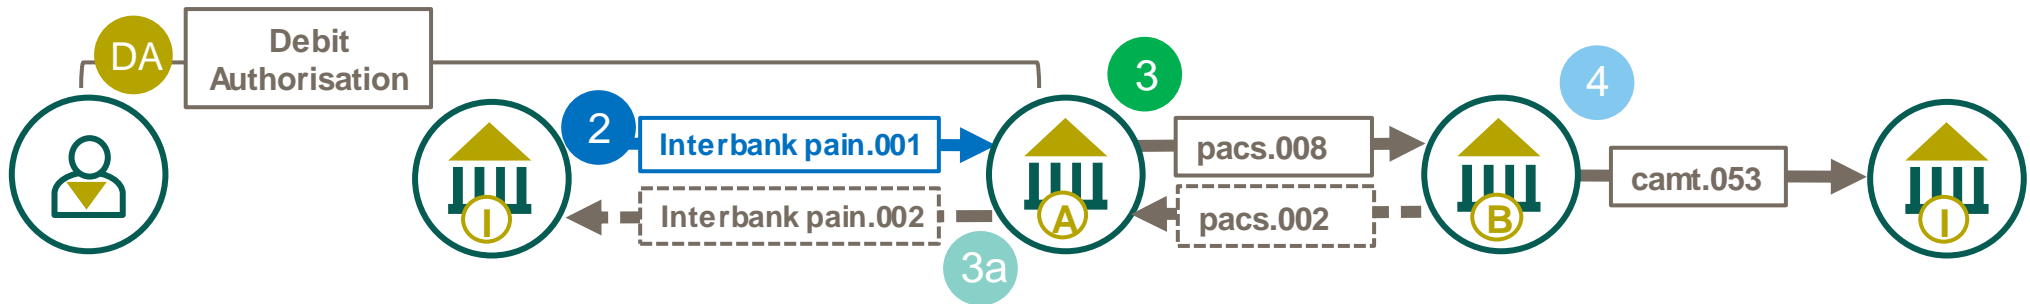 DA
Debit
Authorisation
3
4
2
Interbank pain.001
pacs.008
camt.053
Interbank pain.002
pacs.002
I
A
B
I
3a